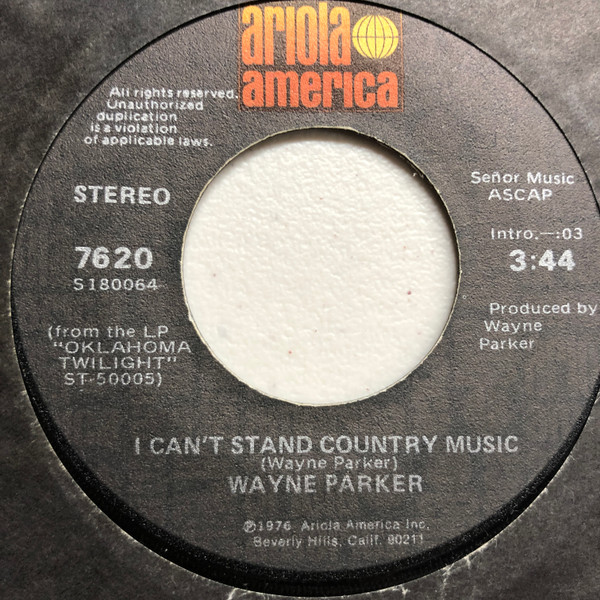 ariola
america
All rights reserved.
Unauthorized
duplication
is a violation
of applicable laws.
STEREO
7620
S180064
(from the LP
"OKLAHOMA
TWILIGHT"
ST-50005)
Señor Music
ASCAP
Intro.—:03
3:44
Produced by
Wayne
Parker
I CAN'T STAND COUNTRY MUSIC
(Wayne Parker)
WAYNE PARKER
℗1976 Ariola America Inc.
Beverly Hills, Calif. 90211